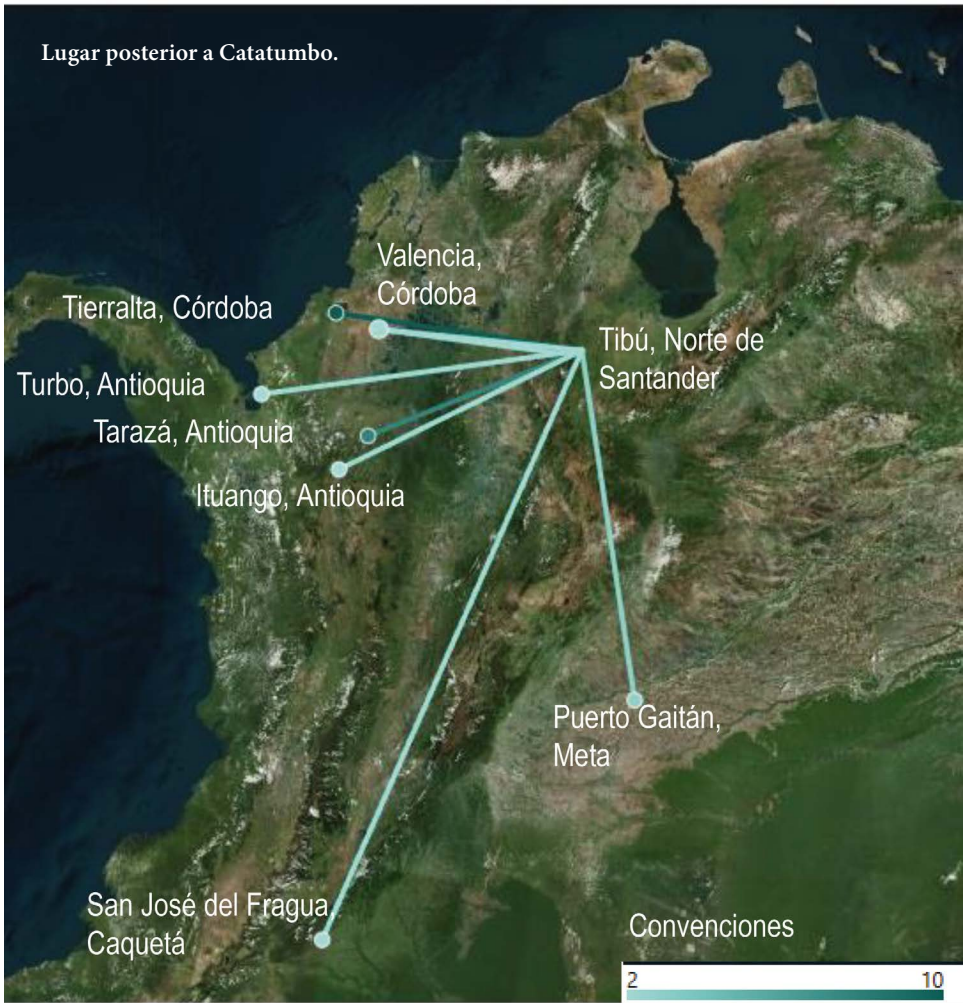 Lugar posterior a Catatumbo.
Valencia,
Córdoba
Tierralta, Córdoba
Tibú, Norte de
Santander
Turbo, Antioquia
Tarazá, Antioquia
Ituango, Antioquia
Puerto Gaitán,
Meta
San José del Fragua,
Caquetá
Convenciones
2 10